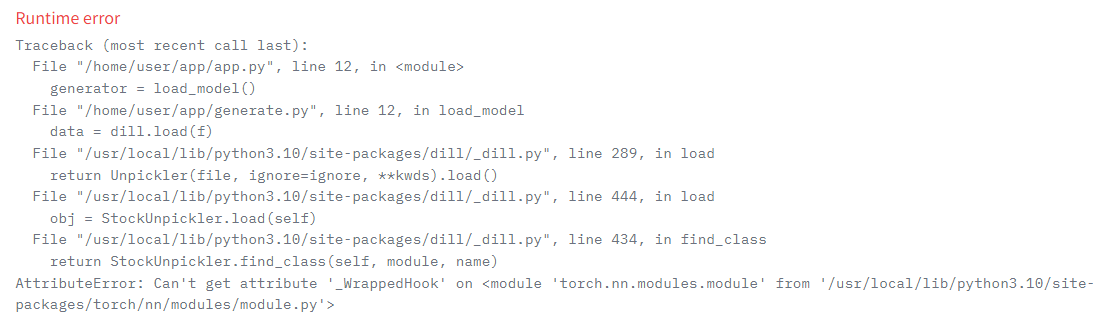 Runtime error
Traceback (most recent call last):
  File "/home/user/app/app.py", line 12, in <module>
    generator = load_model()
  File "/home/user/app/generate.py", line 12, in load_model
    data = dill.load(f)
  File "/usr/local/lib/python3.10/site-packages/dill/_dill.py", line 289, in load
    return Unpickler(file, ignore=ignore, **kwds).load()
  File "/usr/local/lib/python3.10/site-packages/dill/_dill.py", line 444, in load
    obj = StockUnpickler.load(self)
  File "/usr/local/lib/python3.10/site-packages/dill/_dill.py", line 434, in find_class
    return StockUnpickler.find_class(self, module, name)
AttributeError: Can't get attribute '_WrappedHook' on <module 'torch.nn.modules.module' from '/usr/local/lib/python3.10/site-
packages/torch/nn/modules/module.py'>